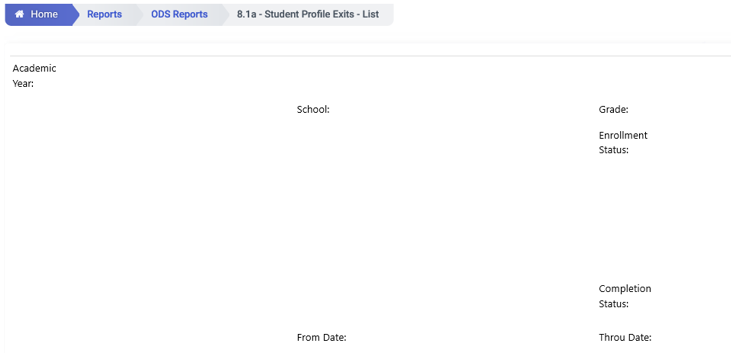 Home Reports ODS Reports 8.1a - Student Profile Exits - List
Academic
Year:
School: Grade:
Enrollment
Status:
Completion
Status:
From Date: Throu Date: